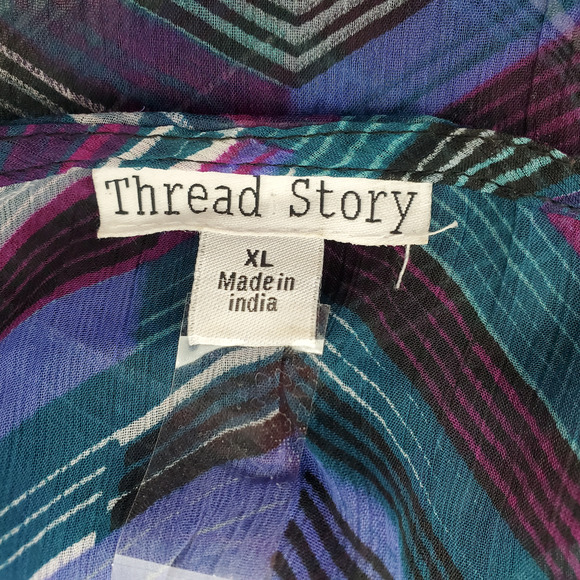 Thread Story
XL
Made in
india